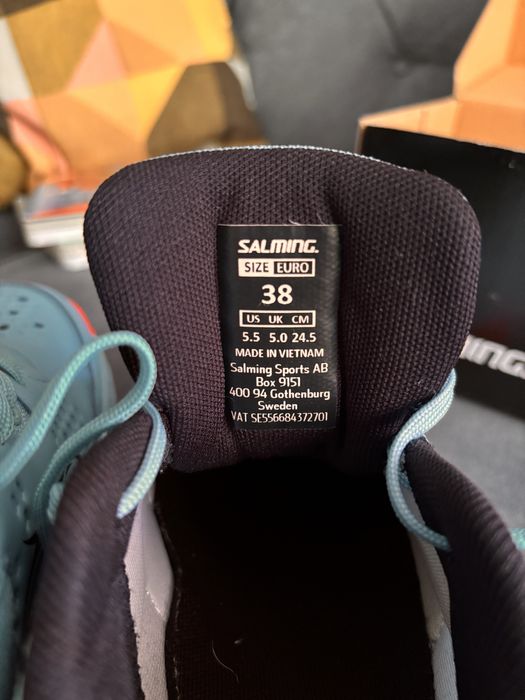 SALMING.
SIZE EURO
38
US UK CM
5.5 5.0 24.5
MADE IN VIETNAM
Salming Sports AB
Box 9151
400 94 Gothenburg
Sweden
VAT SE556684372701